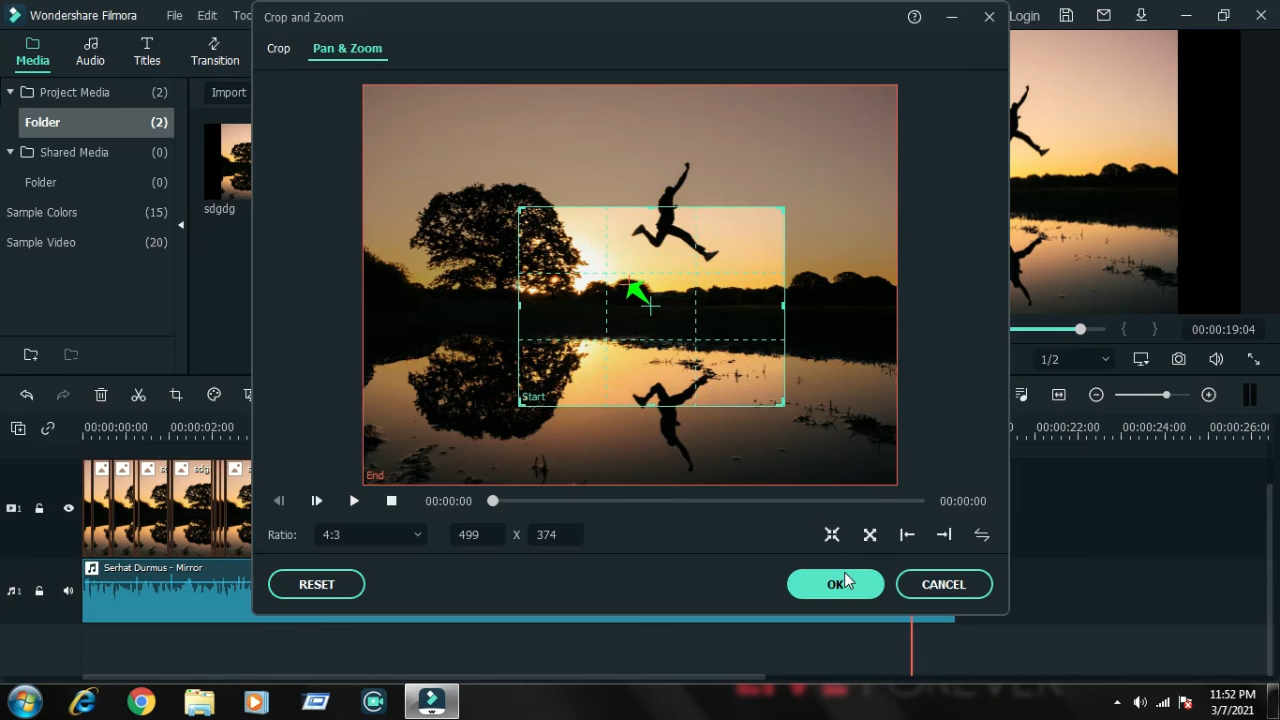 Wondershare Filmora
File
Edit
Crop and Zoom
Login
Media
Audio
Titles
Transition
Crop
Pan & Zoom
Project Media (2)
Folder (2)
Shared Media (0)
Folder (0)
Sample Colors (15)
Sample Video (20)
Import
sdgdg
Start
End
00:00:00
00:00:00
Ratio: 4:3 499 X 374
RESET
OK
CANCEL
00:00:19:04
1/2
00:00:00:00
00:00:02:00
00:00:22:00
00:00:24:00
00:00:26:0
Serhat Durmus - Mirror
11:52 PM
3/7/2021